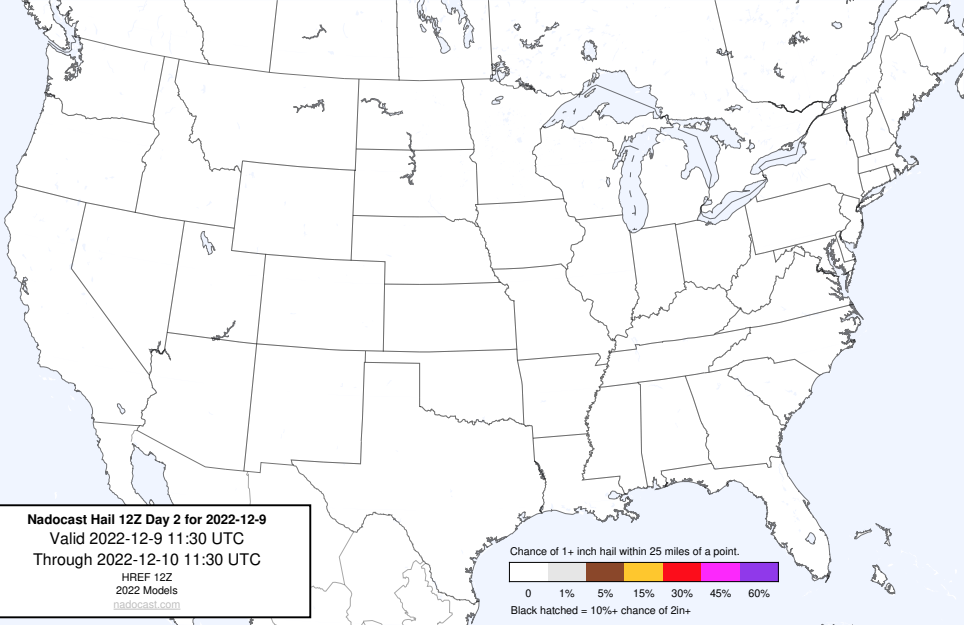 Nadocast Hail 12Z Day 2 for 2022-12-9
Valid 2022-12-9 11:30 UTC
Through 2022-12-10 11:30 UTC
HREF 12Z
2022 Models
nadocast.com
Chance of 1+ inch hail within 25 miles of a point.
0 1% 5% 15% 30% 45% 60%
Black hatched = 10%+ chance of 2in+